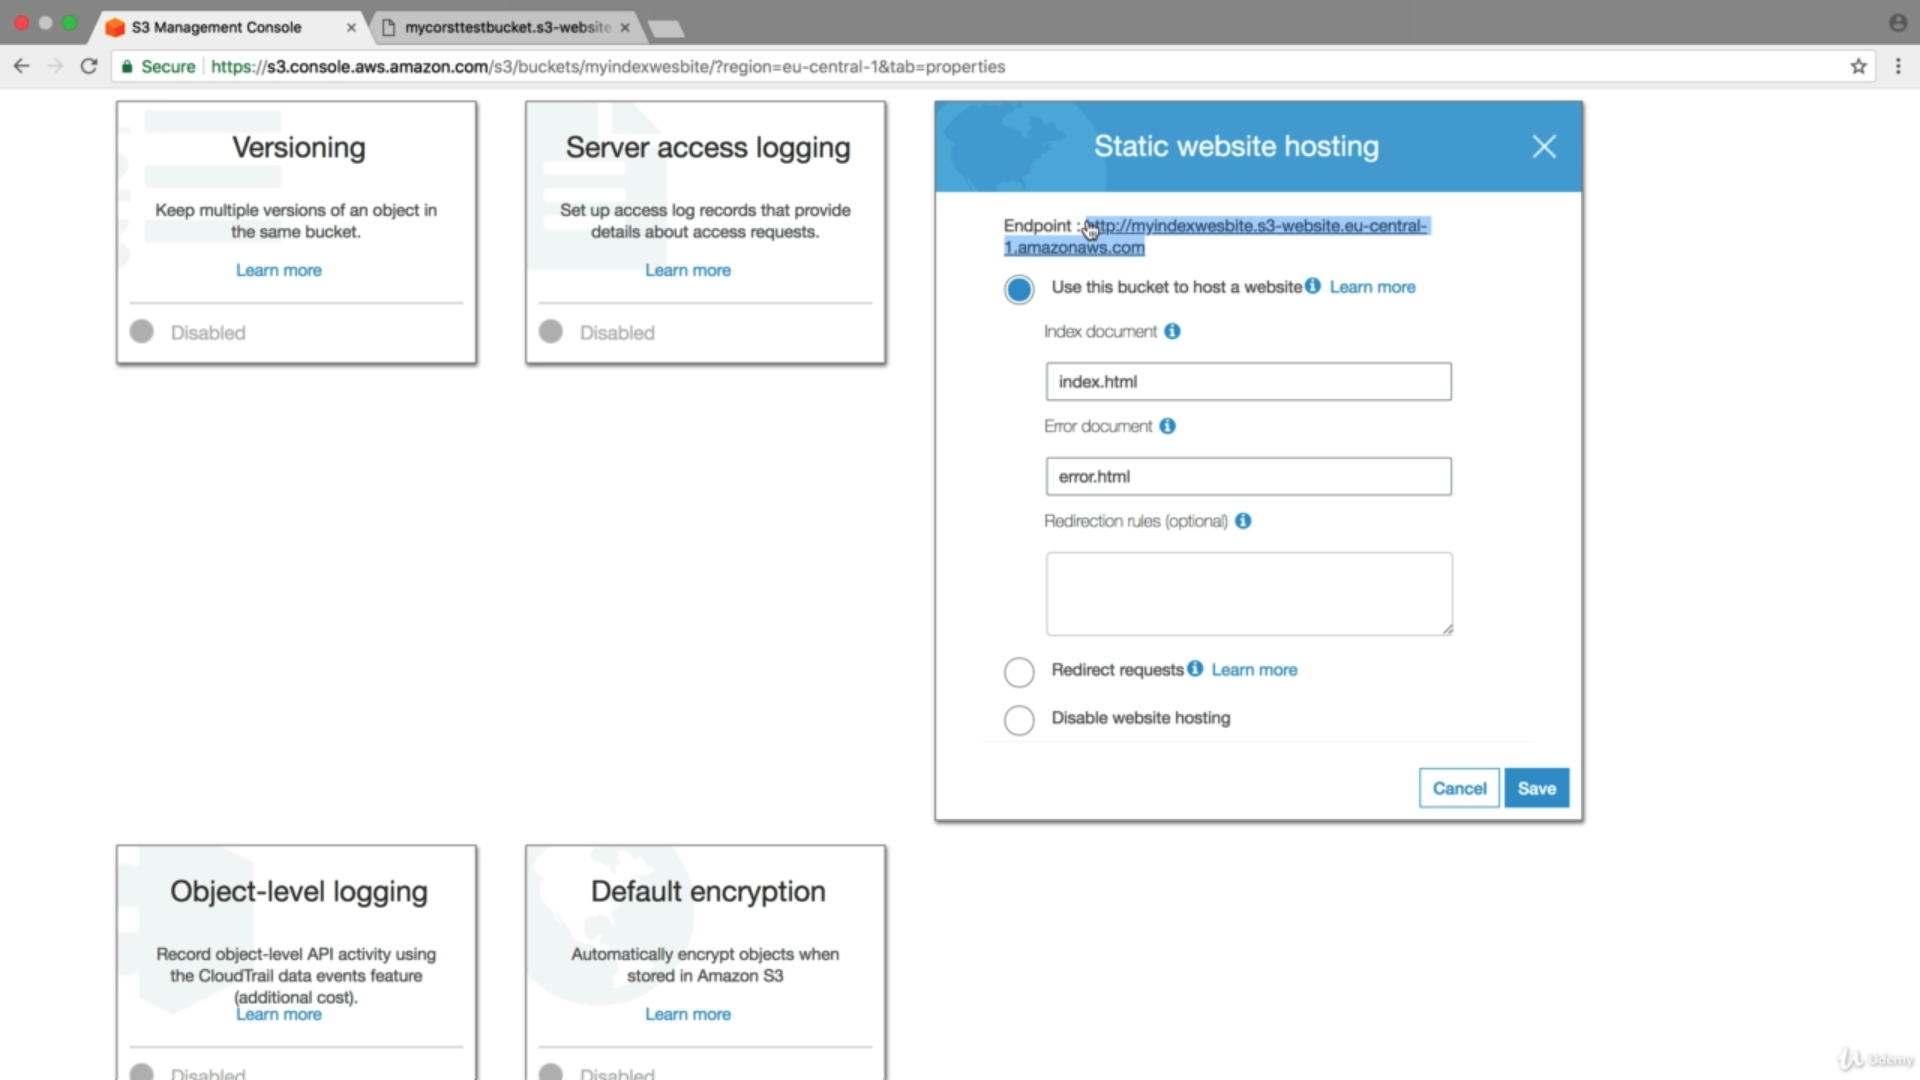 S3 Management Console
mycorsttestbucket.s3-website
Secure
https://s3.console.aws.amazon.com/s3/buckets/myindexwesbite/?region=eu-central-1&tab=properties
Versioning
Keep multiple versions of an object in
the same bucket.
Learn more
Disabled
Server access logging
Set up access log records that provide
details about access requests.
Learn more
Disabled
Static website hosting
Endpoint : http://myindexwesbite.s3-website.eu-central-
1.amazonaws.com
Use this bucket to host a website Learn more
Index document
index.html
Error document
error.html
Redirection rules (optional)
Redirect requests Learn more
Disable website hosting
Cancel Save
Object-level logging
Record object-level API activity using
the CloudTrail data events feature
(additional cost).
Learn more
Disabled
Default encryption
Automatically encrypt objects when
stored in Amazon S3
Learn more
Disabled
Udemy